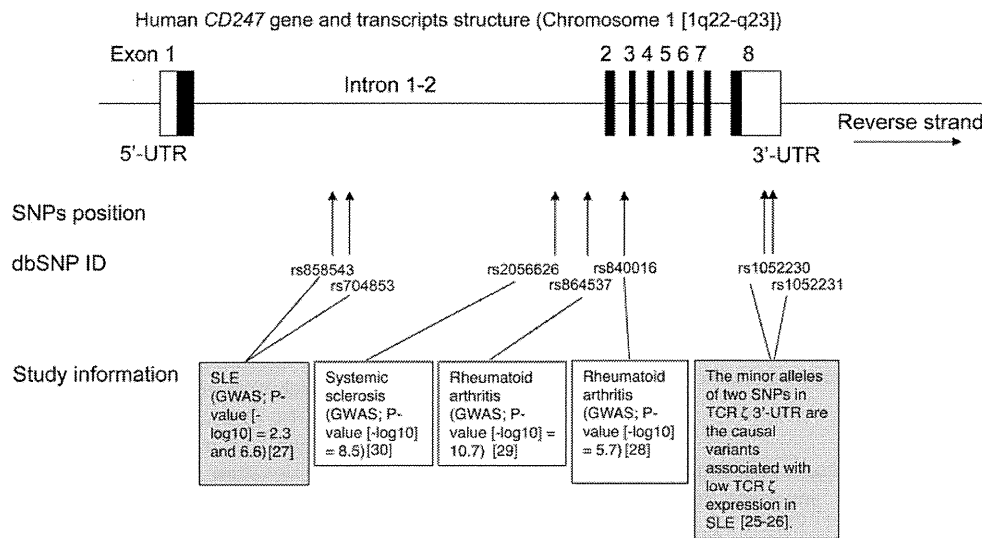 Human CD247 gene and transcripts structure (Chromosome 1 [1q22-q23])
Exon 1
2 3 4 5 6 7 8
Intron 1-2
Reverse strand
5'-UTR
3'-UTR
SNPs position
dbSNP ID
rs858543
rs704853
rs2056626
rs864537
rs840016
rs1052230
rs1052231
Study information
SLE
(GWAS; P-
value [-
log10] = 2.3
and 6.6)[27]
Systemic
sclerosis
(GWAS; P-
value [-log10]
= 8.5)[30]
Rheumatoid
arthritis
(GWAS; P-
value [-log10] =
10.7) [29]
Rheumatoid
arthritis
(GWAS; P-
value [-log10]
= 5.7)[28]
The minor alleles
of two SNPs in
TCR ζ 3'-UTR are
the causal
variants
associated with
low TCR ζ
expression in
SLE [25-26].